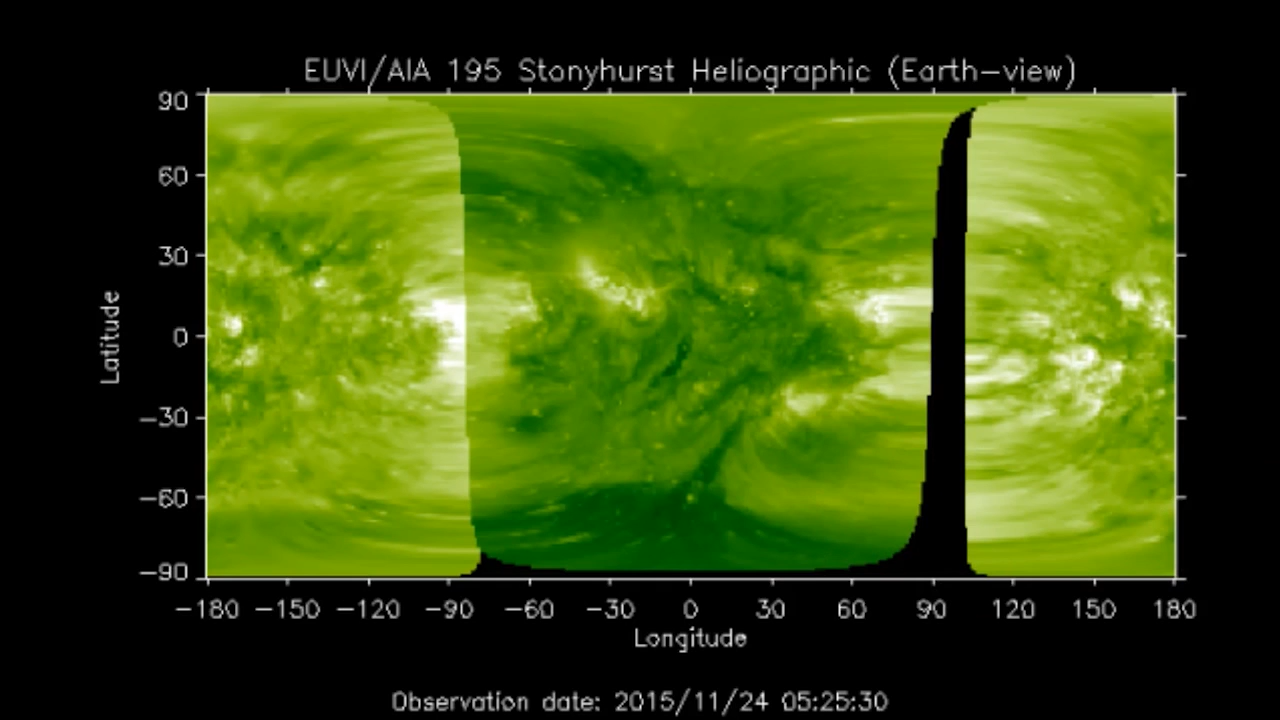 EUVI/AIA 195 Stonyhurst Heliographic (Earth-view)
90
60
30
0
-30
-60
-90
Latitude
-180 -150 -120 -90 -60 -30 0 30 60 90 120 150 180
Longitude
Observation date: 2015/11/24 05:25:30